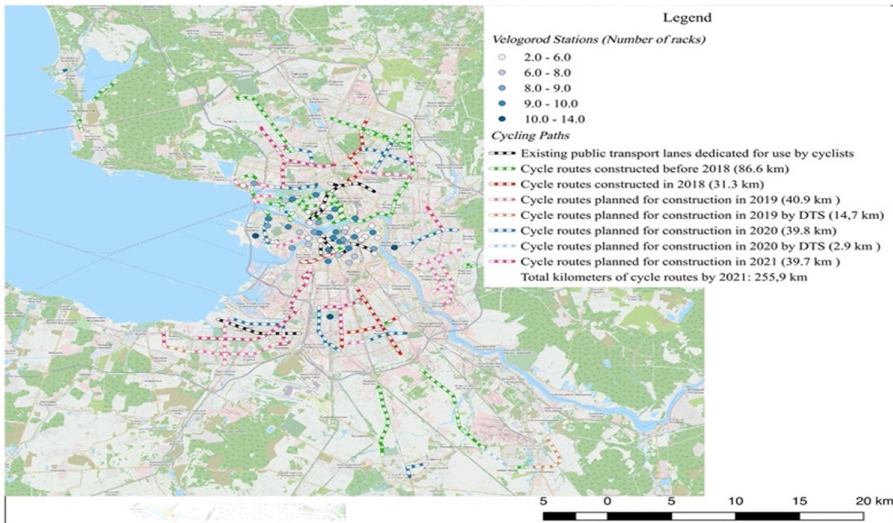 Legend
Velogorod Stations (Number of racks)
2.0 - 6.0
6.0 - 8.0
8.0 - 9.0
9.0 - 10.0
10.0 - 14.0
Cycling Paths
Existing public transport lanes dedicated for use by cyclists
Cycle routes constructed before 2018 (86.6 km)
Cycle routes constructed in 2018 (31.3 km)
Cycle routes planned for construction in 2019 (40.9 km )
Cycle routes planned for construction in 2019 by DTS (14,7 km)
Cycle routes planned for construction in 2020 (39.8 km)
Cycle routes planned for construction in 2020 by DTS (2.9 km )
Cycle routes planned for construction in 2021 (39.7 km )
Total kilometers of cycle routes by 2021: 255,9 km
5 0 5 10 15 20 km